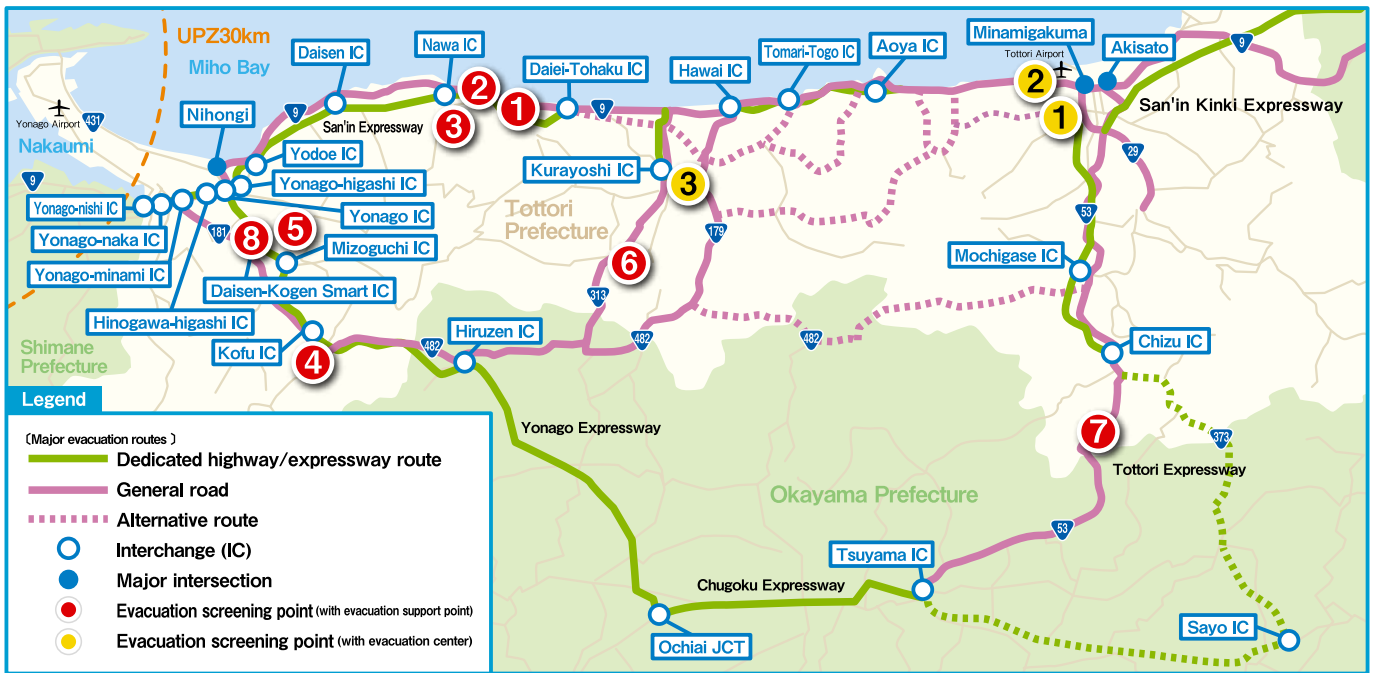 UPZ30km
Miho Bay
Daisen IC
Nawa IC
2
1
3
Daiei-Tohaku IC
Hawai IC
Tomari-Togo IC
Aoya IC
Minamigakuma
Tottori Airport
Akisato
9
2
1
San'in Kinki Expressway
Yonago Airport
431
Nakaumi
Nihongi
9
San'in Expressway
9
9
Yodoe IC
Yonago-higashi IC
Yonago IC
Yonago-nishi IC
Yonago-naka IC
Yonago-minami IC
Hinogawa-higashi IC
181
8
5
Mizoguchi IC
Daisen-Kogen Smart IC
Kurayoshi IC
3
Tottori
Prefecture
179
6
313
29
53
Mochigase IC
Shimane
Prefecture
Kofu IC
4
482
Hiruzen IC
482
482
Chizu IC
7
373
Tottori Expressway
Yonago Expressway
Okayama Prefecture
53
Tsuyama IC
Chugoku Expressway
Ochiai JCT
Sayo IC
Legend
〔Major evacuation routes 〕
Dedicated highway/expressway route
General road
Alternative route
Interchange (IC)
Major intersection
Evacuation screening point (with evacuation support point)
Evacuation screening point (with evacuation center)